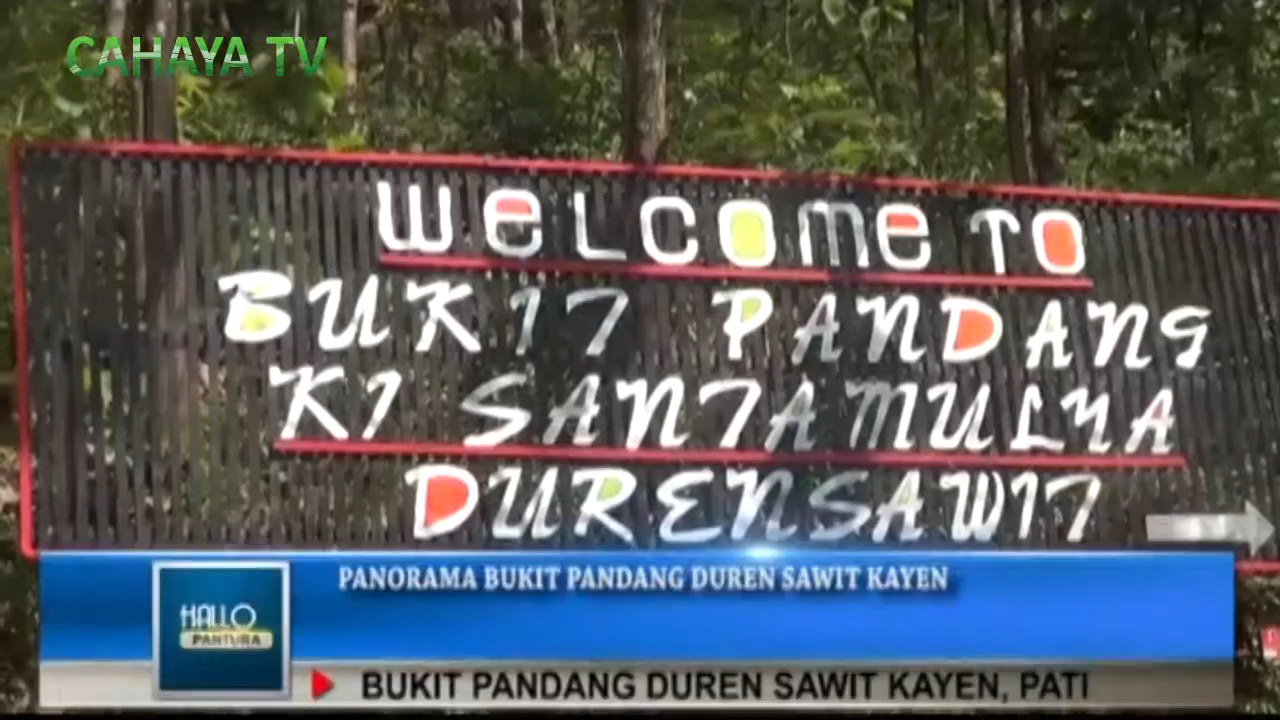 CAHAYA TV
WELCOME TO
BUKIT PANDANG
KI SANTAMULYA
DURENSAWIT
PANORAMA BUKIT PANDANG DUREN SAWIT KAYEN
HALLO
PANTURA
BUKIT PANDANG DUREN SAWIT KAYEN, PATI